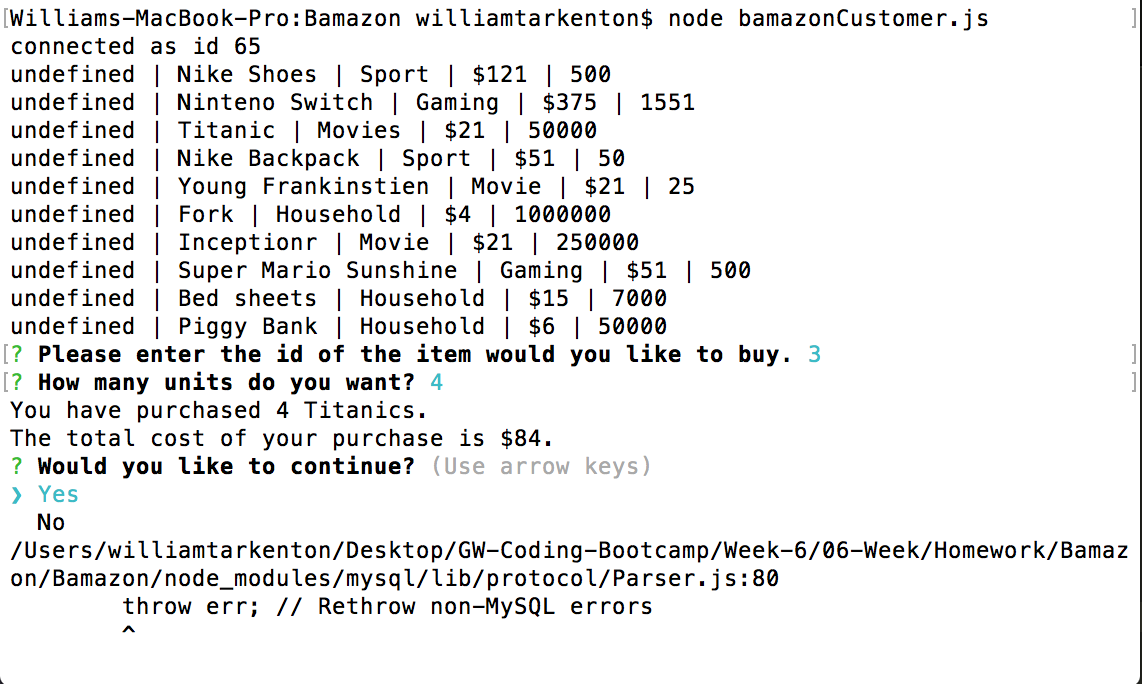 [Williams-MacBook-Pro:Bamazon williamtarkenton$ node bamazonCustomer.js ]
connected as id 65
undefined | Nike Shoes | Sport | $121 | 500
undefined | Ninteno Switch | Gaming | $375 | 1551
undefined | Titanic | Movies | $21 | 50000
undefined | Nike Backpack | Sport | $51 | 50
undefined | Young Frankinstien | Movie | $21 | 25
undefined | Fork | Household | $4 | 1000000
undefined | Inceptionr | Movie | $21 | 250000
undefined | Super Mario Sunshine | Gaming | $51 | 500
undefined | Bed sheets | Household | $15 | 7000
undefined | Piggy Bank | Household | $6 | 50000
[? Please enter the id of the item would you like to buy. 3 ]
[? How many units do you want? 4 ]
You have purchased 4 Titanics.
The total cost of your purchase is $84.
? Would you like to continue? (Use arrow keys)
❯ Yes
  No
/Users/williamtarkenton/Desktop/GW-Coding-Bootcamp/Week-6/06-Week/Homework/Bamaz
on/Bamazon/node_modules/mysql/lib/protocol/Parser.js:80
        throw err; // Rethrow non-MySQL errors
        ^